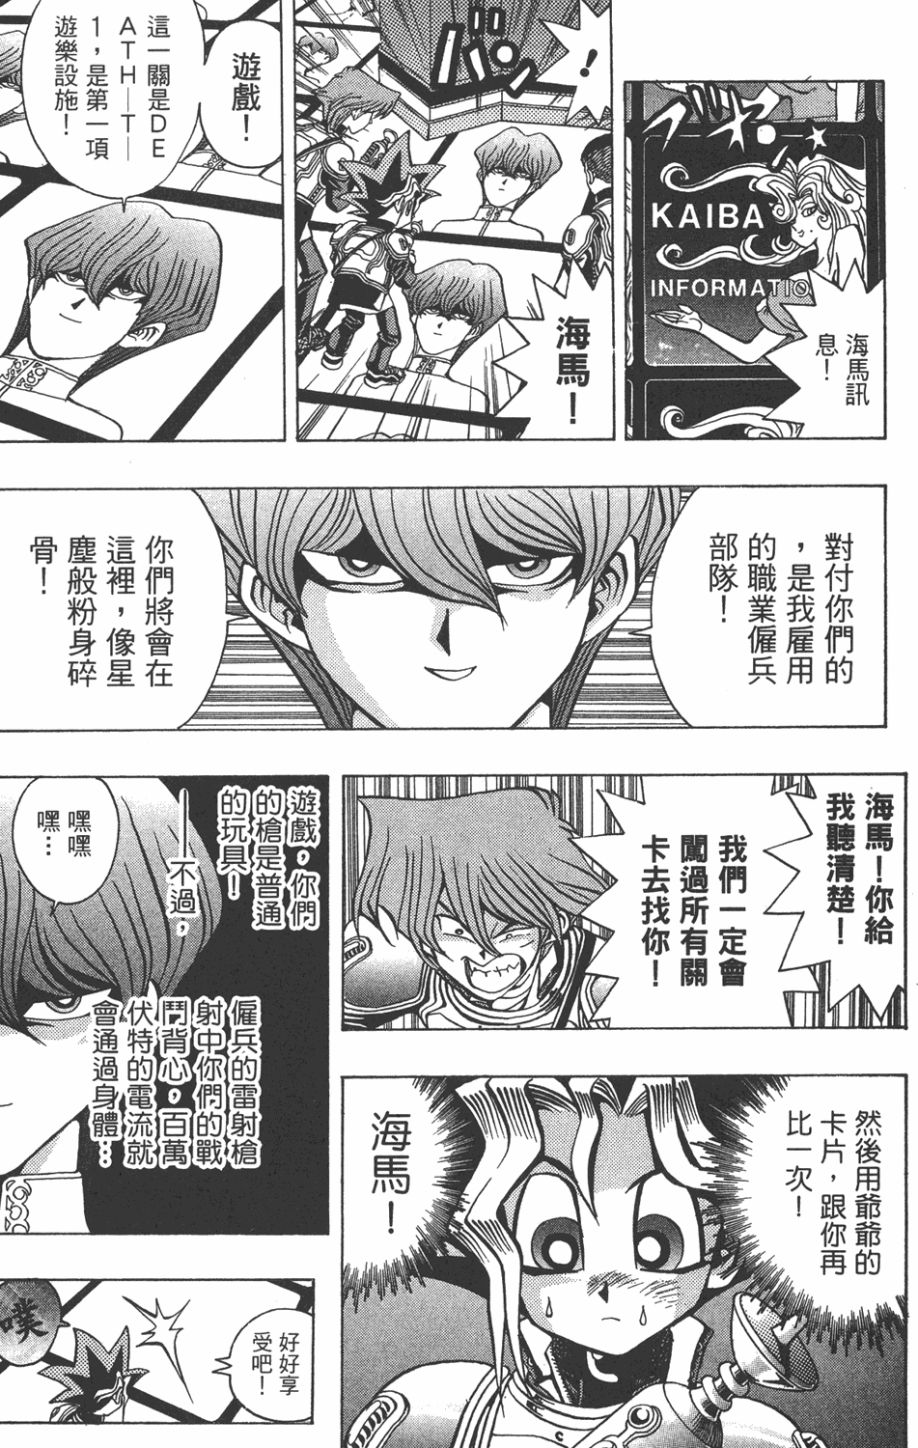 KAIBA
INFORMATIO
海馬訊
息！
！
バン
海馬！
遊戲！
這一關是DE
ATH—T—
1，是第一項
遊樂設施！
對付你們的
，是我雇用
的職業僱兵
部隊！
你們將會在
這裡，像星
塵般粉身碎
骨！
海馬！你給
我聽清楚！
我們一定會
闖過所有關
卡去找你！
遊戲，你們
的槍是普通
的玩具！
——不過，
嘿嘿
嘿…
僱兵的雷射槍
射中你們的戰
鬥背心，百萬
伏特的電流就
會通過身體…
然後用爺爺的
卡片，跟你再
比一次！
海馬！
好好享
受吧！
噗